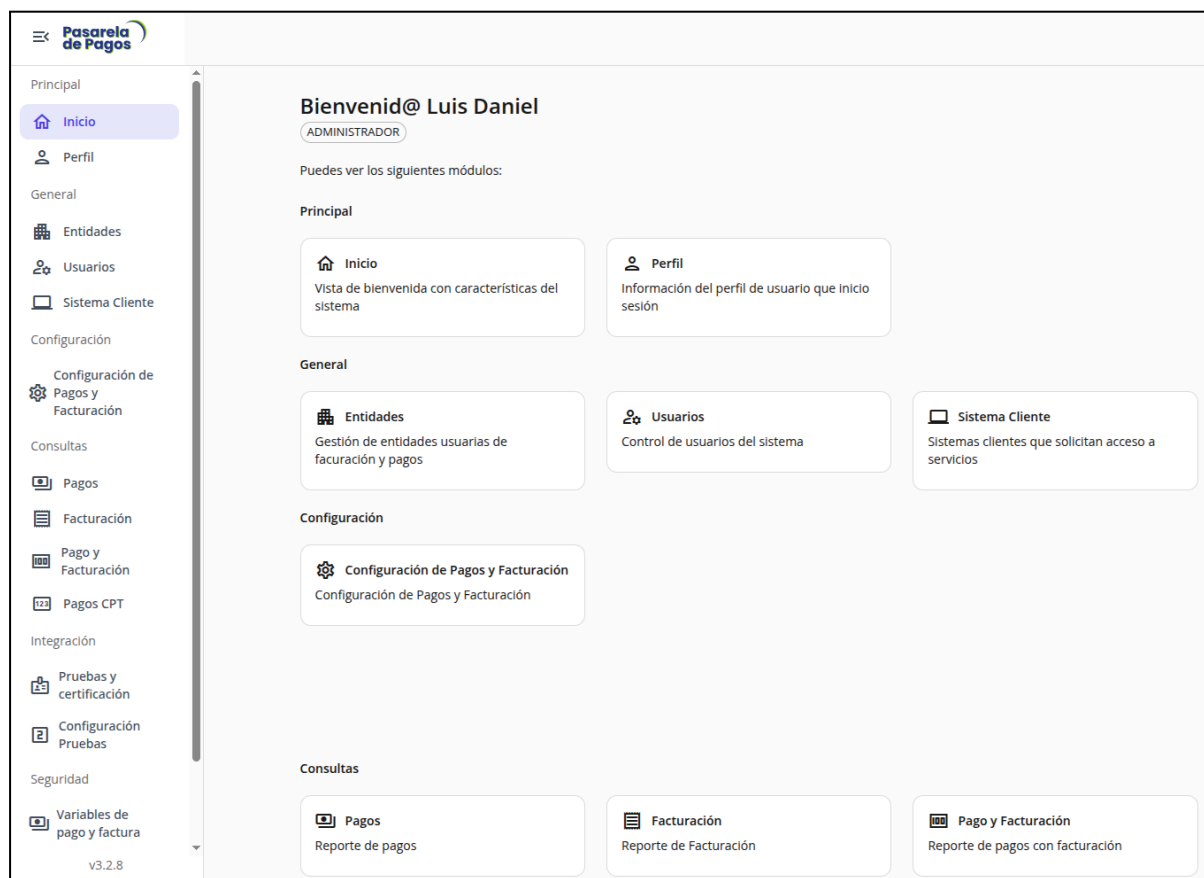 Pasarela
de Pagos
Principal
Inicio
Perfil
General
Entidades
Usuarios
Sistema Cliente
Configuración
Configuración de
Pagos y
Facturación
Consultas
Pagos
Facturación
Pago y
Facturación
Pagos CPT
Integración
Pruebas y
certificación
Configuración
Pruebas
Seguridad
Variables de
pago y factura
v3.2.8
Bienvenid@ Luis Daniel
ADMINISTRADOR
Puedes ver los siguientes módulos:
Principal
Inicio
Vista de bienvenida con características del
sistema
Perfil
Información del perfil de usuario que inicio
sesión
General
Entidades
Gestión de entidades usuarias de
facuración y pagos
Usuarios
Control de usuarios del sistema
Sistema Cliente
Sistemas clientes que solicitan acceso a
servicios
Configuración
Configuración de Pagos y Facturación
Configuración de Pagos y Facturación
Consultas
Pagos
Reporte de pagos
Facturación
Reporte de Facturación
Pago y Facturación
Reporte de pagos con facturación